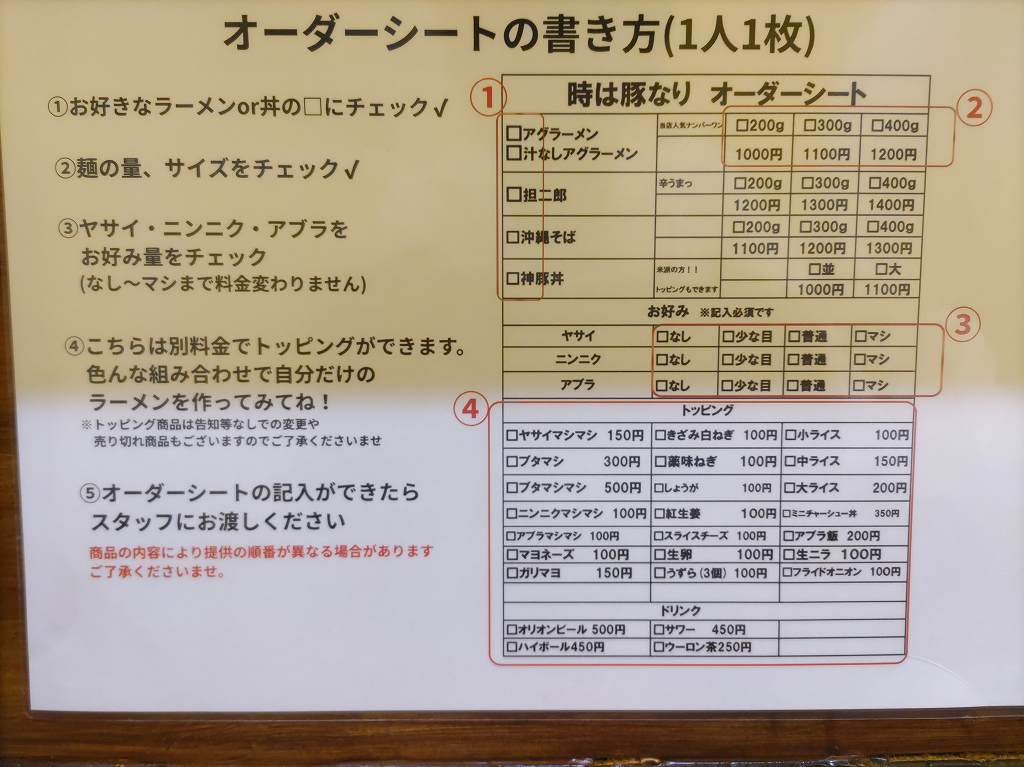 オーダーシートの書き方(1人1枚)
①お好きなラーメンor丼の□にチェック✓
②麺の量、サイズをチェック✓
③ヤサイ・ニンニク・アブラを
お好み量をチェック
(なし〜マシまで料金変わりません)
④こちらは別料金でトッピングができます。
色んな組み合わせで自分だけの
ラーメンを作ってみてね！
※トッピング商品は告知等なしでの変更や
売り切れ商品もございますのでご了承くださいませ
⑤オーダーシートの記入ができたら
スタッフにお渡しください
商品の内容により提供の順番が異なる場合があります
ご了承くださいませ。
① ②
時は豚なり オーダーシート
□アグラーメン 当店人気ナンバーワン □200g □300g □400g
□汁なしアグラーメン 1000円 1100円 1200円
□担二郎 辛うまっ □200g □300g □400g
1200円 1300円 1400円
□沖縄そば □200g □300g □400g
1100円 1200円 1300円
□神豚丼 米派の方！！ □並 □大
トッピングもできます 1000円 1100円
お好み ※記入必須です
③
ヤサイ □なし □少な目 □普通 □マシ
ニンニク □なし □少な目 □普通 □マシ
アブラ □なし □少な目 □普通 □マシ
④
トッピング
□ヤサイマシマシ 150円 □きざみ白ねぎ 100円 □小ライス 100円
□ブタマシ 300円 □薬味ねぎ 100円 □中ライス 150円
□ブタマシマシ 500円 □しょうが 100円 □大ライス 200円
□ニンニクマシマシ 100円 □紅生姜 100円 □ミニチャーシュー丼 350円
□アブラマシマシ 100円 □スライスチーズ 100円 □アブラ飯 200円
□マヨネーズ 100円 □生卵 100円 □生ニラ 100円
□ガリマヨ 150円 □うずら(3個) 100円 □フライドオニオン 100円
ドリンク
□オリオンビール 500円 □サワー 450円
□ハイボール450円 □ウーロン茶250円